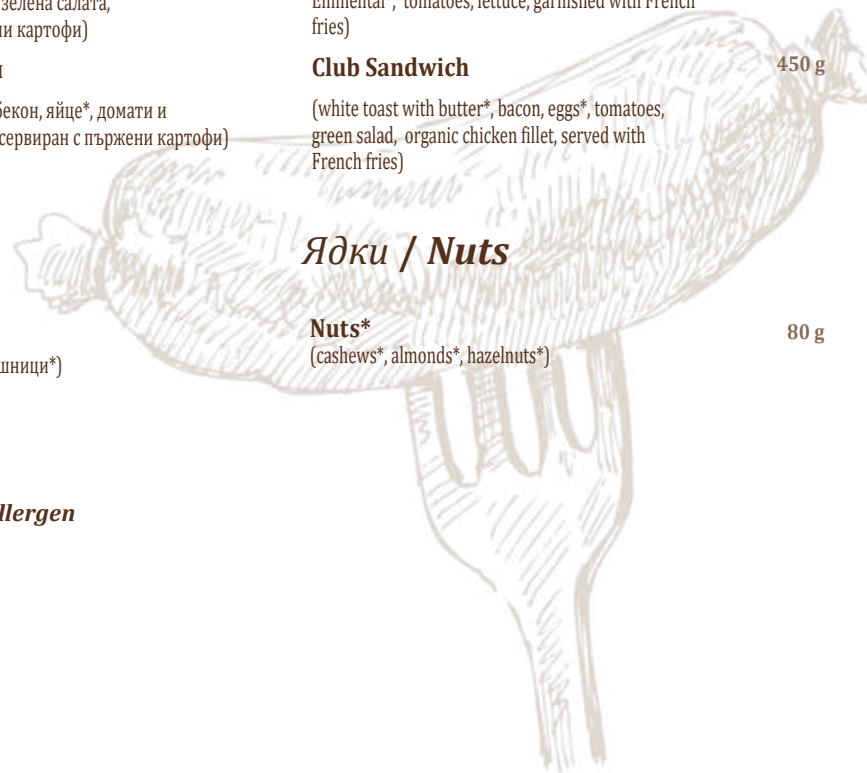 зелена салата,
картофи)
бекон, яйце*, домати и
сервиран с пържени картофи)
Emmental*, tomatoes, lettuce, garnished with French
fries)
Club Sandwich 450 g
(white toast with butter*, bacon, eggs*, tomatoes,
green salad, organic chicken fillet, served with
French fries)
Ядки / Nuts
Nuts* 80 g
(cashews*, almonds*, hazelnuts*)
шници*)
llergen